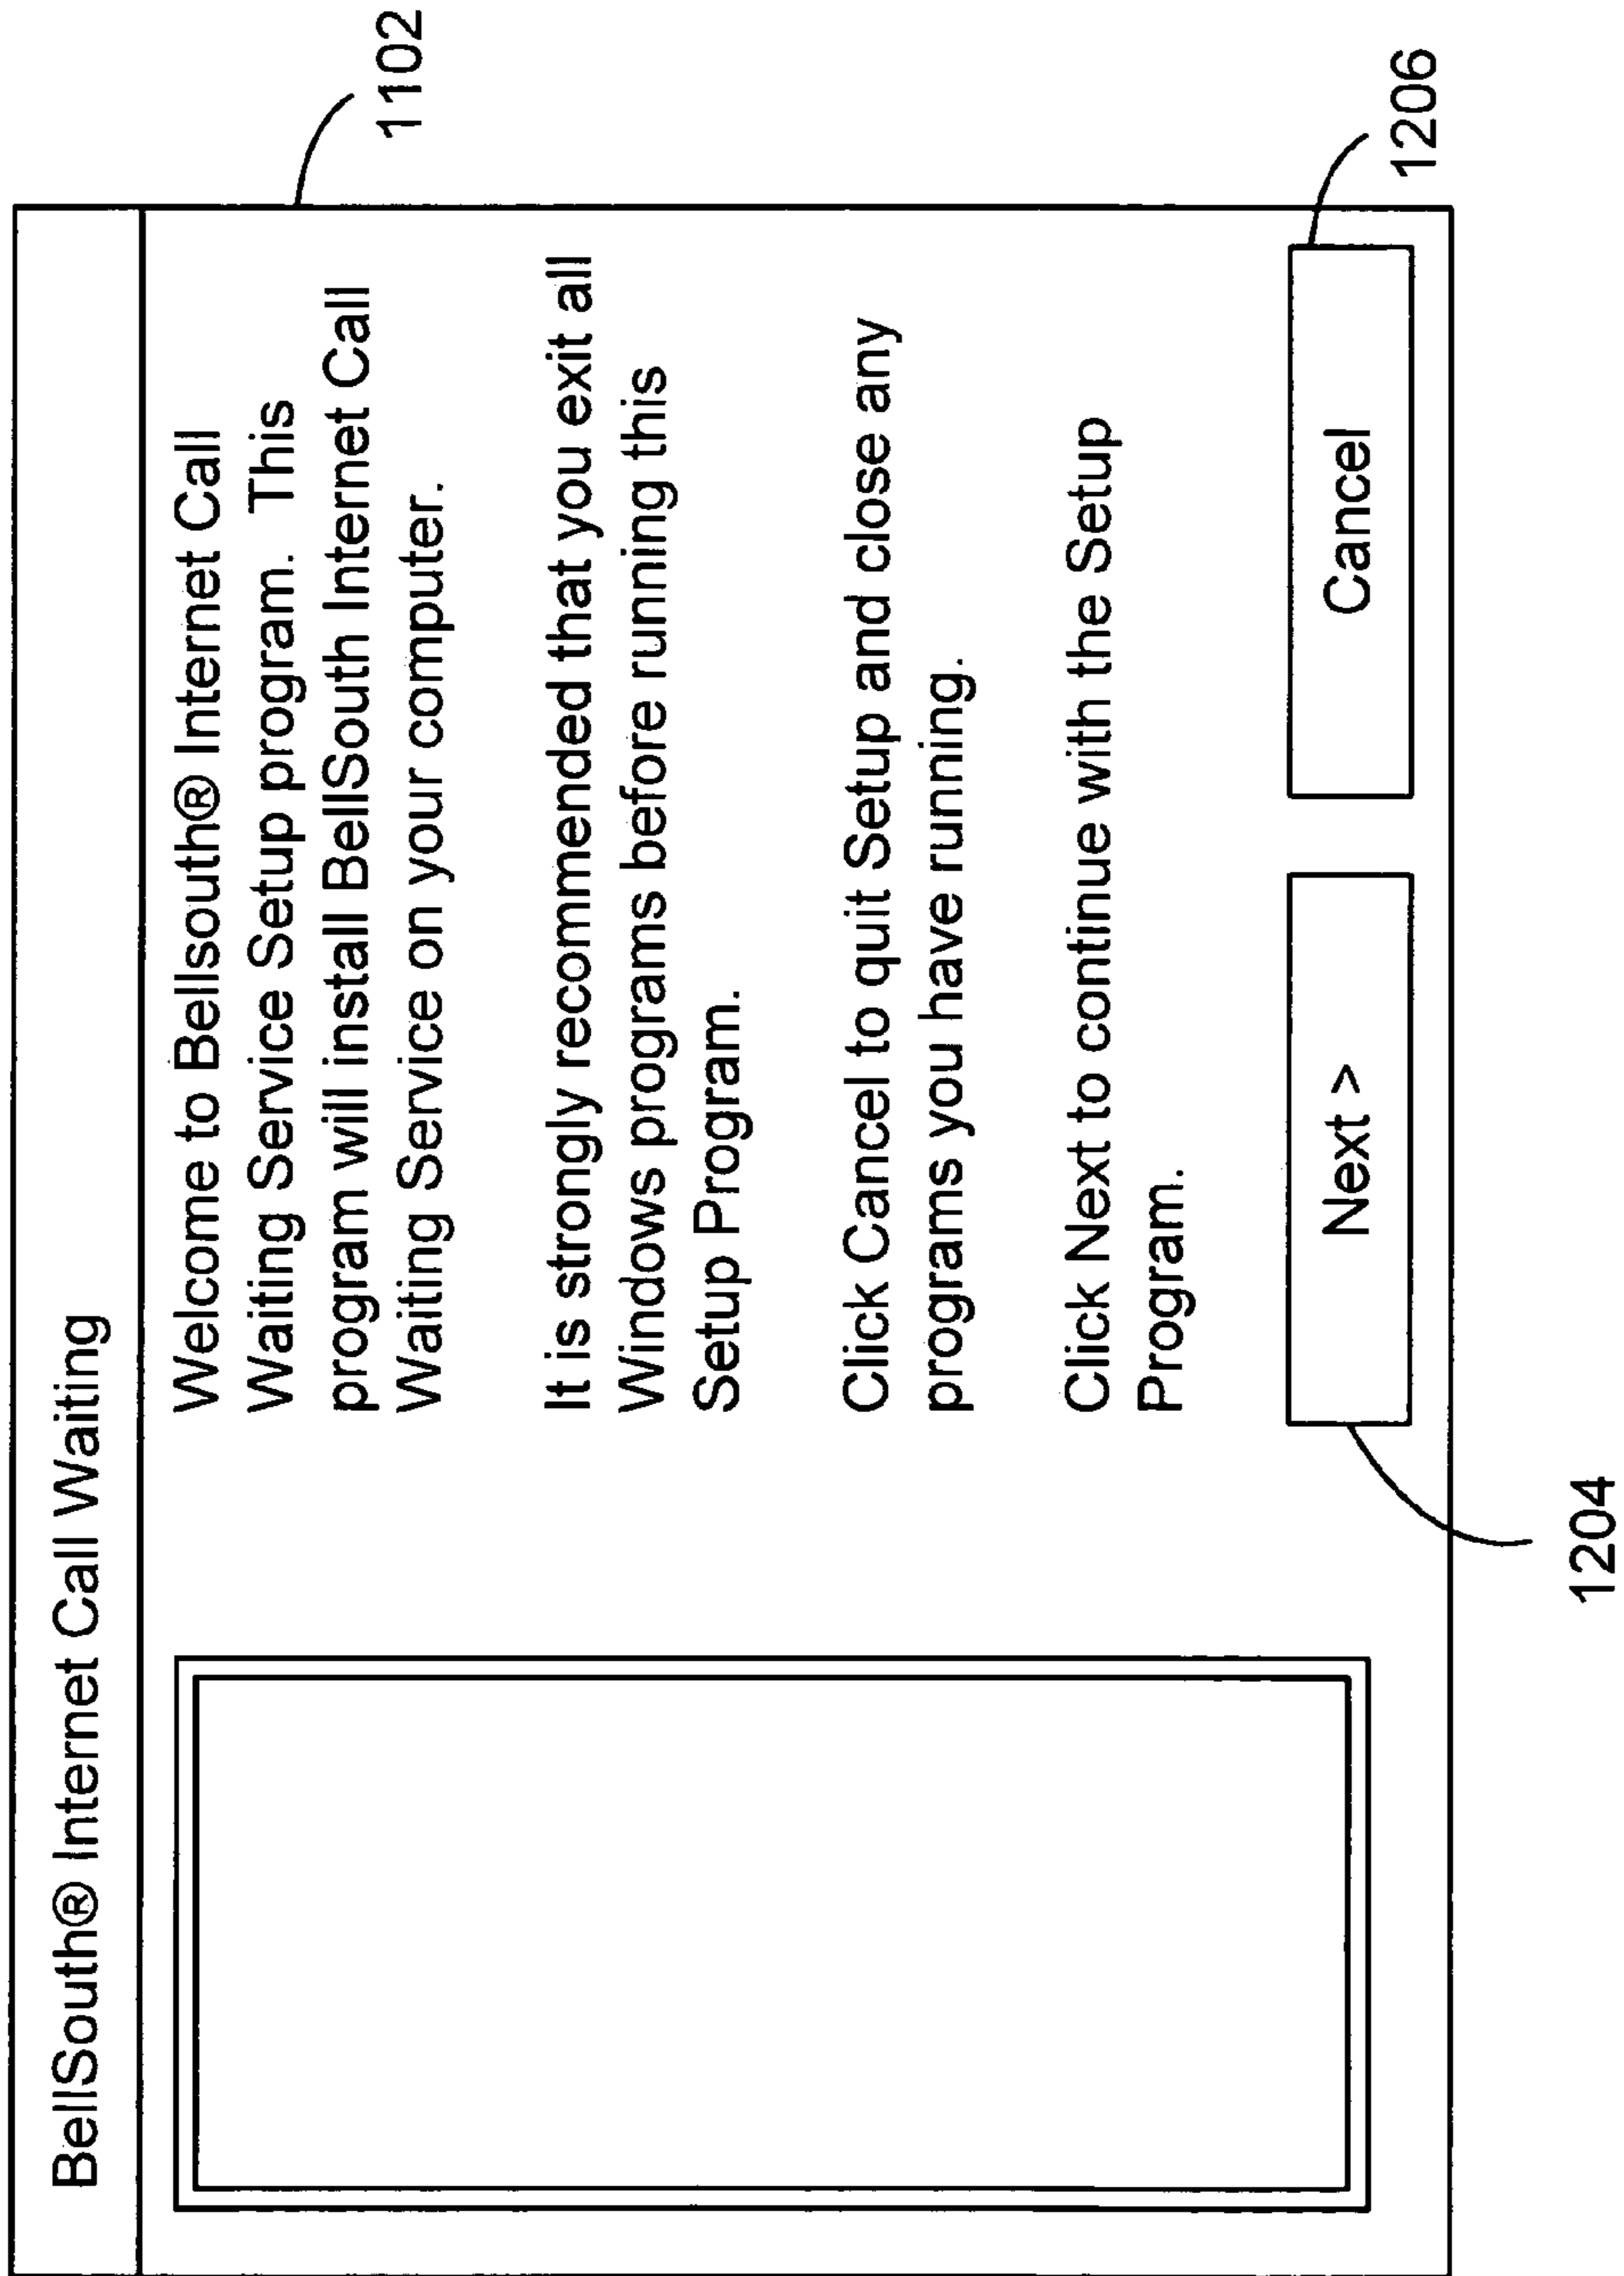 BellSouth® Internet Call Waiting
Welcome to Bellsouth® Internet Call
Waiting Service Setup program. This
program will install BellSouth Internet Call
Waiting Service on your computer.
It is strongly recommended that you exit all
Windows programs before running this
Setup Program.
Click Cancel to quit Setup and close any
programs you have running.
Click Next to continue with the Setup
Program.
Next >
Cancel
1102
1204
1206